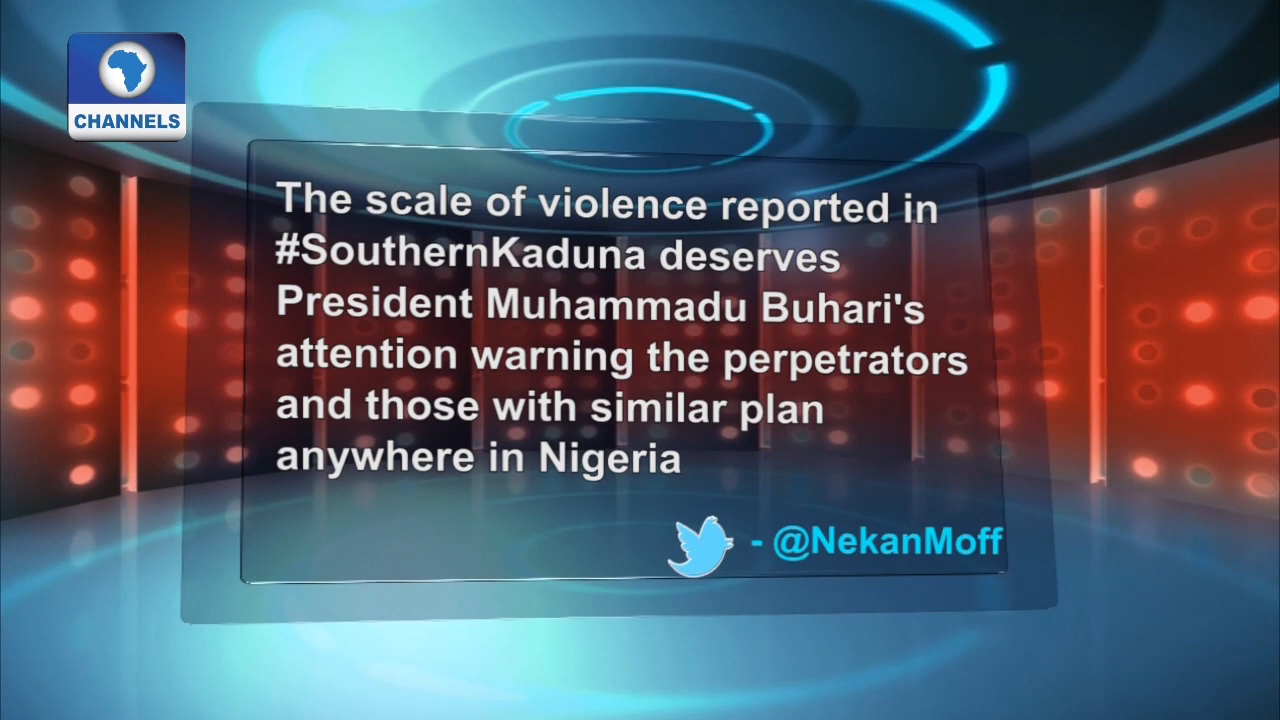 CHANNELS
The scale of violence reported in
#SouthernKaduna deserves
President Muhammadu Buhari's
attention warning the perpetrators
and those with similar plan
anywhere in Nigeria
- @NekanMoff